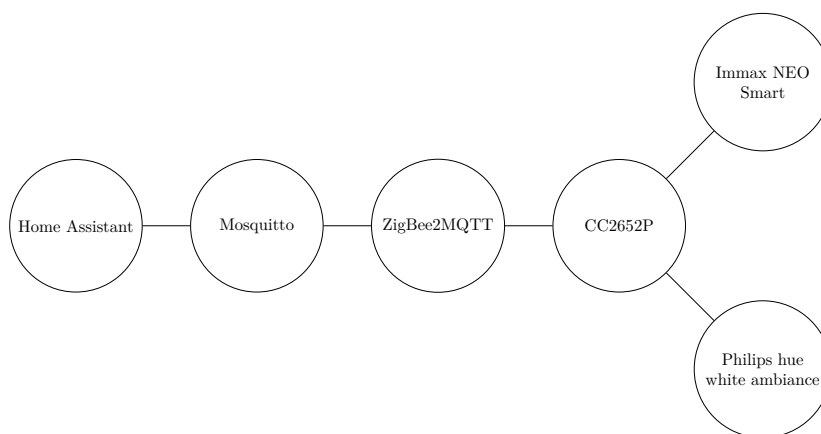 Immax NEO
Smart
Home Assistant
Mosquitto
ZigBee2MQTT
CC2652P
Philips hue
white ambiance